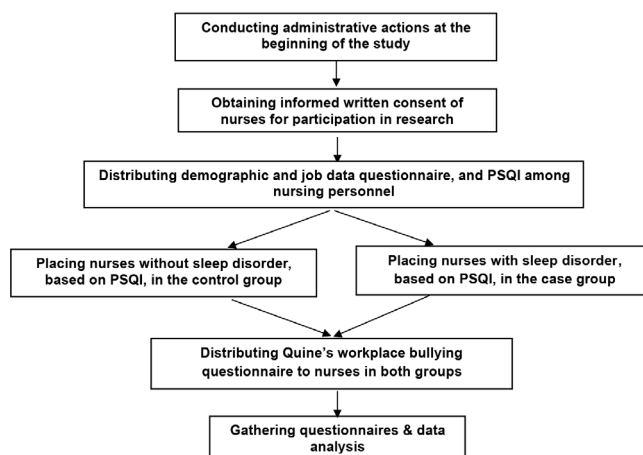 Conducting administrative actions at the
beginning of the study
Obtaining informed written consent of
nurses for participation in research
Distributing demographic and job data questionnaire, and PSQI among
nursing personnel
Placing nurses without sleep disorder,
based on PSQI, in the control group
Placing nurses with sleep disorder,
based on PSQI, in the case group
Distributing Quine's workplace bullying
questionnaire to nurses in both groups
Gathering questionnaires & data
analysis